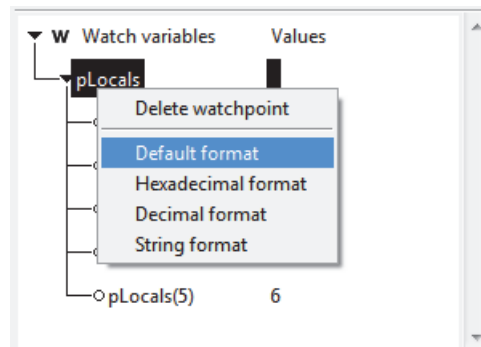 W Watch variables Values
pLocals
Delete watchpoint
Default format
Hexadecimal format
Decimal format
String format
pLocals(5) 6